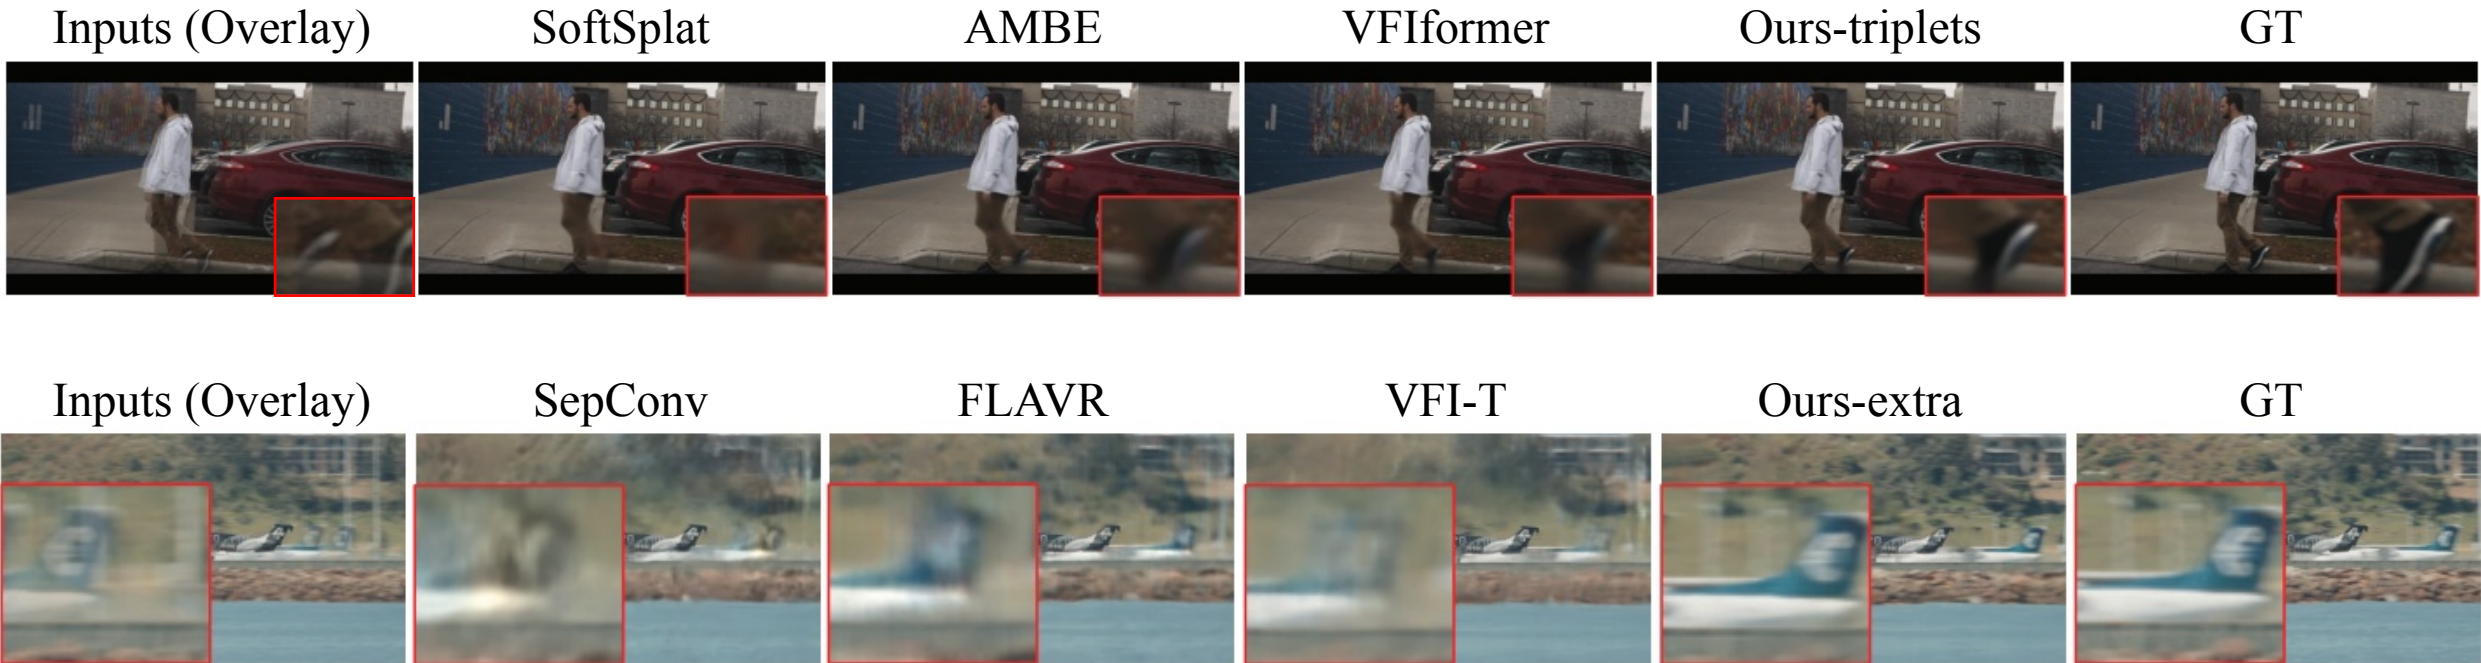 Inputs (Overlay) SoftSplat AMBE VFIformer Ours-triplets GT
Inputs (Overlay) SepConv FLAVR VFI-T Ours-extra GT